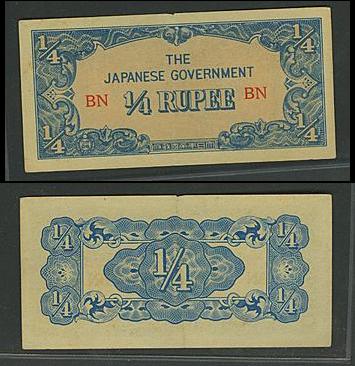 1/4 1/4
THE
JAPANESE GOVERNMENT
BN 1/4 RUPEE BN
1/4 1/4
1/4 1/4
1/4
1/4 1/4